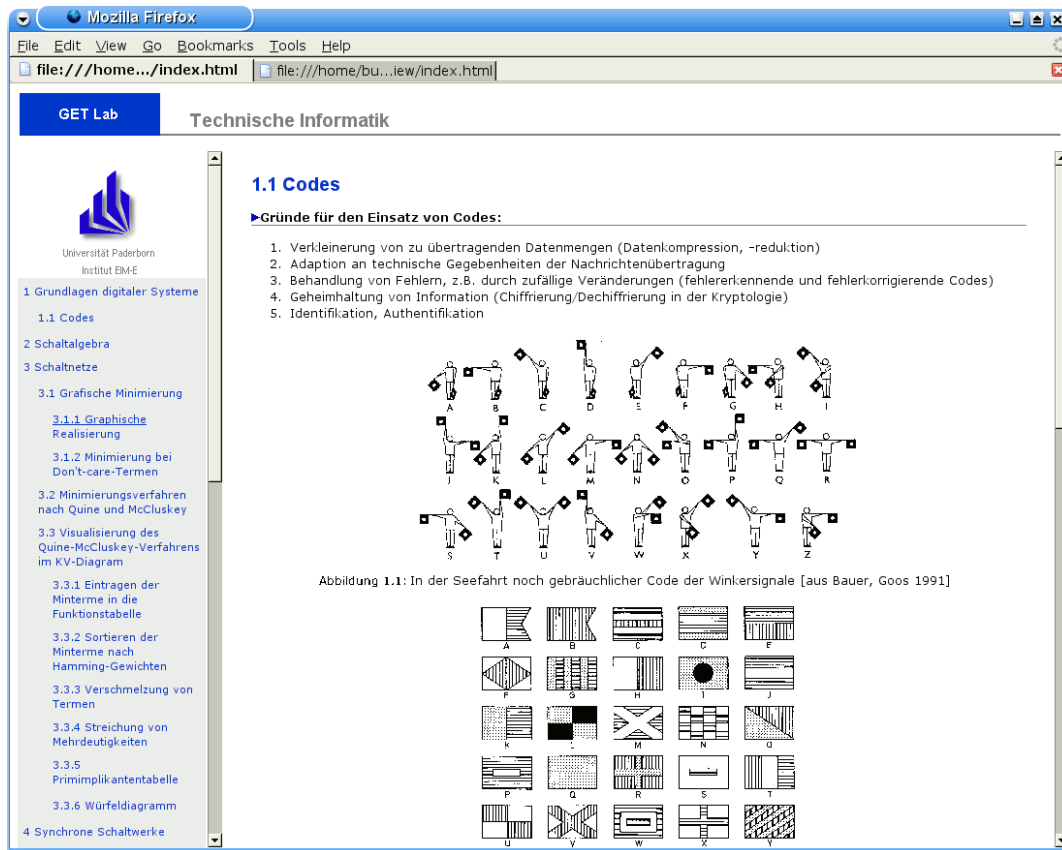 Mozilla Firefox
File Edit View Go Bookmarks Tools Help
file:///home.../index.html
file:///home/bu...iew/index.html
GET Lab
Technische Informatik
Universität Paderborn
Institut EIM-E
1 Grundlagen digitaler Systeme
1.1 Codes
2 Schaltalgebra
3 Schaltnetze
3.1 Grafische Minimierung
3.1.1 Graphische
Realisierung
3.1.2 Minimierung bei
Don't-care-Termen
3.2 Minimierungsverfahren
nach Quine und McCluskey
3.3 Visualisierung des
Quine-McCluskey-Verfahrens
im KV-Diagram
3.3.1 Eintragen der
Minterme in die
Funktionstabelle
3.3.2 Sortieren der
Minterme nach
Hamming-Gewichten
3.3.3 Verschmelzung von
Termen
3.3.4 Streichung von
Mehrdeutigkeiten
3.3.5
Primimplikantentabelle
3.3.6 Würfeldiagramm
4 Synchrone Schaltwerke
1.1 Codes
Gründe für den Einsatz von Codes:
1. Verkleinerung von zu übertragenden Datenmengen (Datenkompression, -reduktion)
2. Adaption an technische Gegebenheiten der Nachrichtenübertragung
3. Behandlung von Fehlern, z.B. durch zufällige Veränderungen (fehlererkennende und fehlerkorrigierende Codes)
4. Geheimhaltung von Information (Chiffrierung/Dechiffrierung in der Kryptologie)
5. Identifikation, Authentifikation
A B C D E F G H I
J K L M N O P Q R
S T U V W X Y Z
Abbildung 1.1: In der Seefahrt noch gebräuchlicher Code der Winkersignale [aus Bauer, Goos 1991]
A B C D E
F G H I J
K L M N O
P Q R S T
U V W X Y